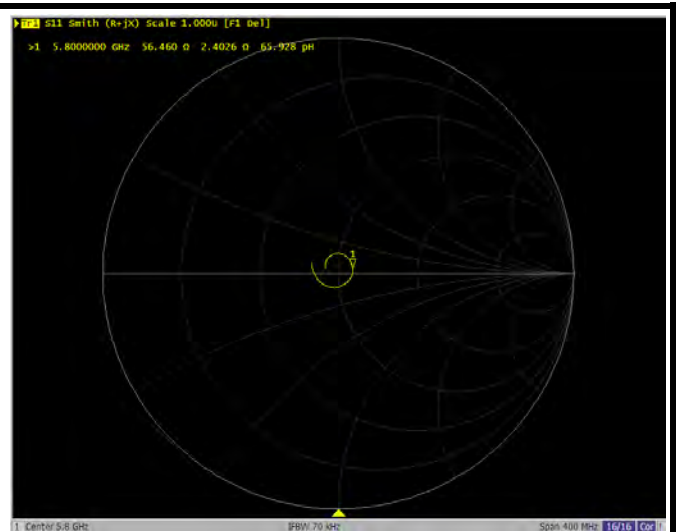 Tr1 S11 Smith (R+jX) Scale 1.000U [F1 Del]
>1 5.8000000 GHz 56.460 Ω 2.4026 Ω 65.928 pH
1
1 Center 5.8 GHz IFBW 70 kHz Span 400 MHz 16/16 Cor !